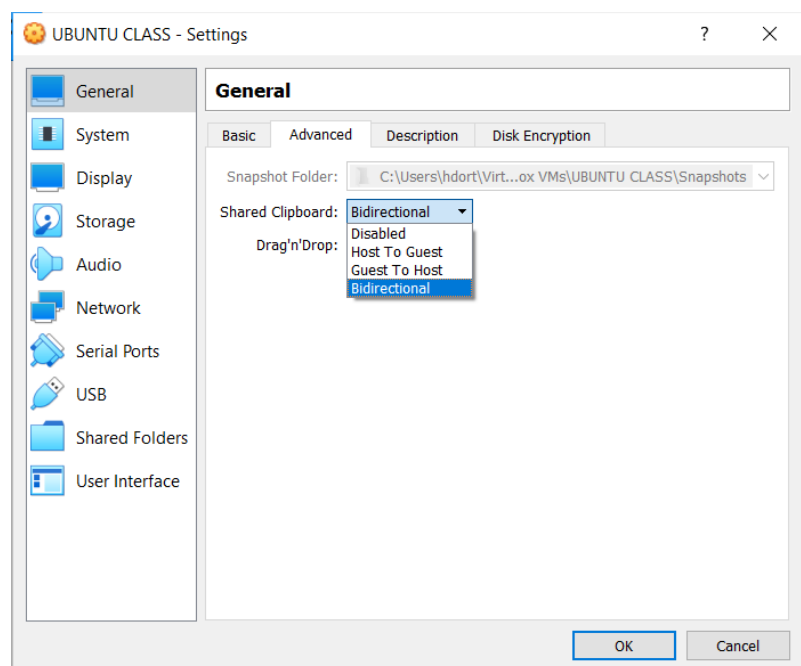 UBUNTU CLASS - Settings ?
General
System
Display
Storage
Audio
Network
Serial Ports
USB
Shared Folders
User Interface
General
Basic Advanced Description Disk Encryption
Snapshot Folder: C:\Users\hdort\Virt...ox VMs\UBUNTU CLASS\Snapshots
Shared Clipboard: Bidirectional
Disabled
Host To Guest
Guest To Host
Bidirectional
Drag'n'Drop:
OK Cancel